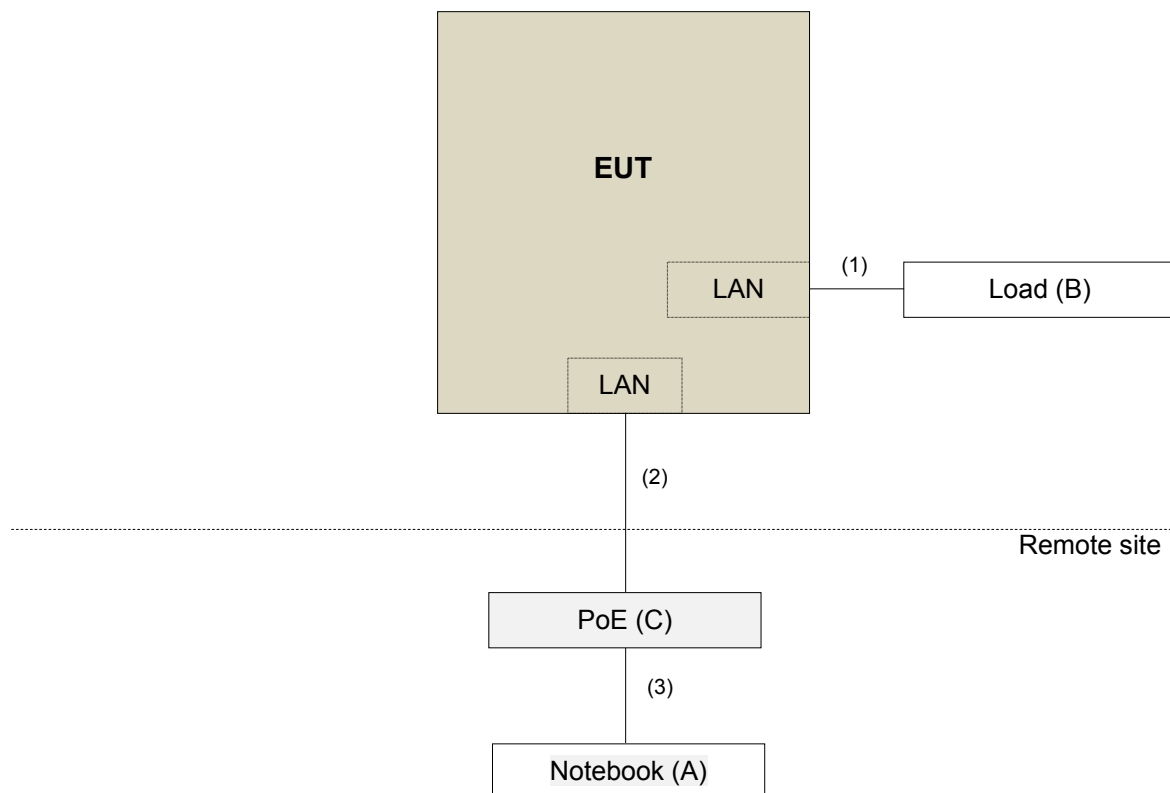 EUT
(1)
LAN
Load (B)
LAN
(2)
Remote site
PoE (C)
(3)
Notebook (A)